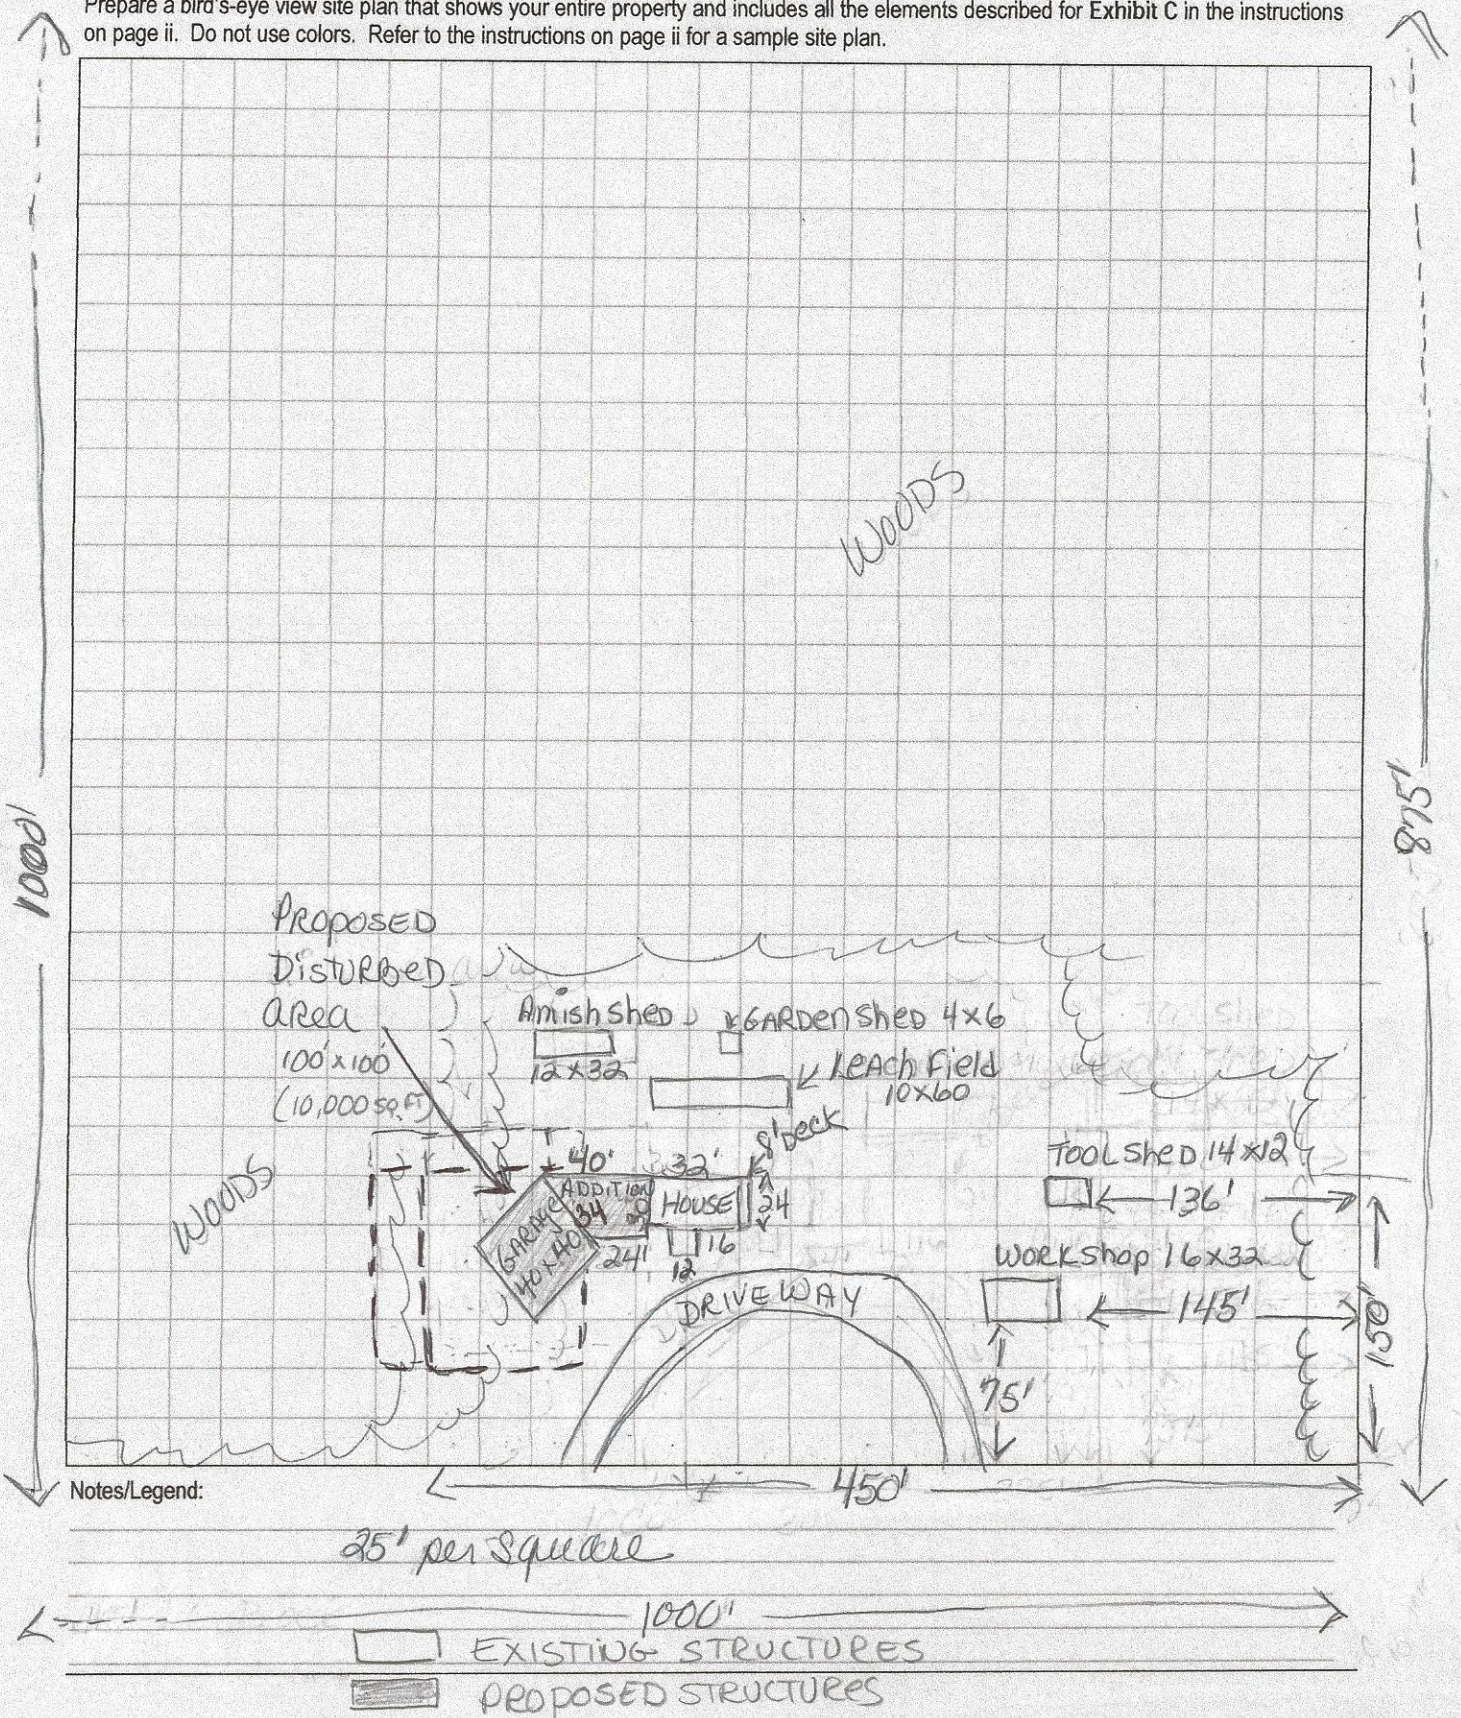 Prepare a bird's-eye view site plan that shows your entire property and includes all the elements described for Exhibit C in the instructions
on page ii. Do not use colors. Refer to the instructions on page ii for a sample site plan.
WOODS
1000'
875'
PROPOSED
DISTURBED
AREA
100'x100'
(10,000 SQ.FT)
Amish Shed
12x32
GARDEN Shed 4x6
LEACH Field
10x60
8' DECK
TOOL Shed 14x12
136'
WOODS
40'
32'
ADDITION
34
HOUSE
24
GARAGE
40x40
24'
16
12
WORKSHOP 16x32
145'
150'
DRIVEWAY
75'
450'
Notes/Legend:
25' per square
1000'
EXISTING STRUCTURES
PROPOSED STRUCTURES